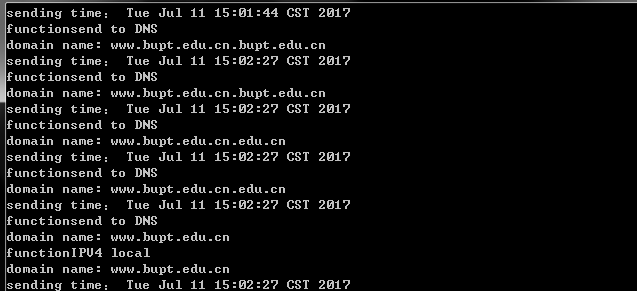 sending time： Tue Jul 11 15:01:44 CST 2017
functionsend to DNS
domain name: www.bupt.edu.cn.bupt.edu.cn
sending time： Tue Jul 11 15:02:27 CST 2017
functionsend to DNS
domain name: www.bupt.edu.cn.bupt.edu.cn
sending time： Tue Jul 11 15:02:27 CST 2017
functionsend to DNS
domain name: www.bupt.edu.cn.edu.cn
sending time： Tue Jul 11 15:02:27 CST 2017
functionsend to DNS
domain name: www.bupt.edu.cn.edu.cn
sending time： Tue Jul 11 15:02:27 CST 2017
functionsend to DNS
domain name: www.bupt.edu.cn
functionIPV4 local
domain name: www.bupt.edu.cn
sending time： Tue Jul 11 15:02:27 CST 2017